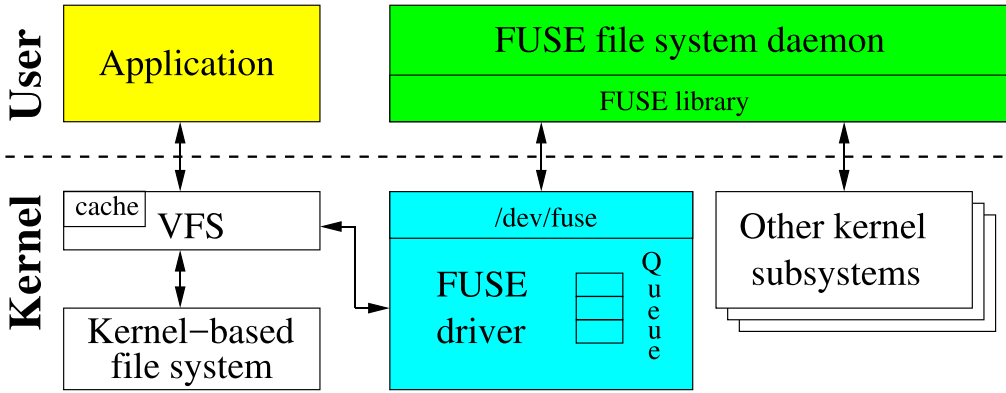 User
Application
FUSE file system daemon
FUSE library
Kernel
cache
VFS
/dev/fuse
FUSE
driver
Queue
Other kernel
subsystems
Kernel-based
file system